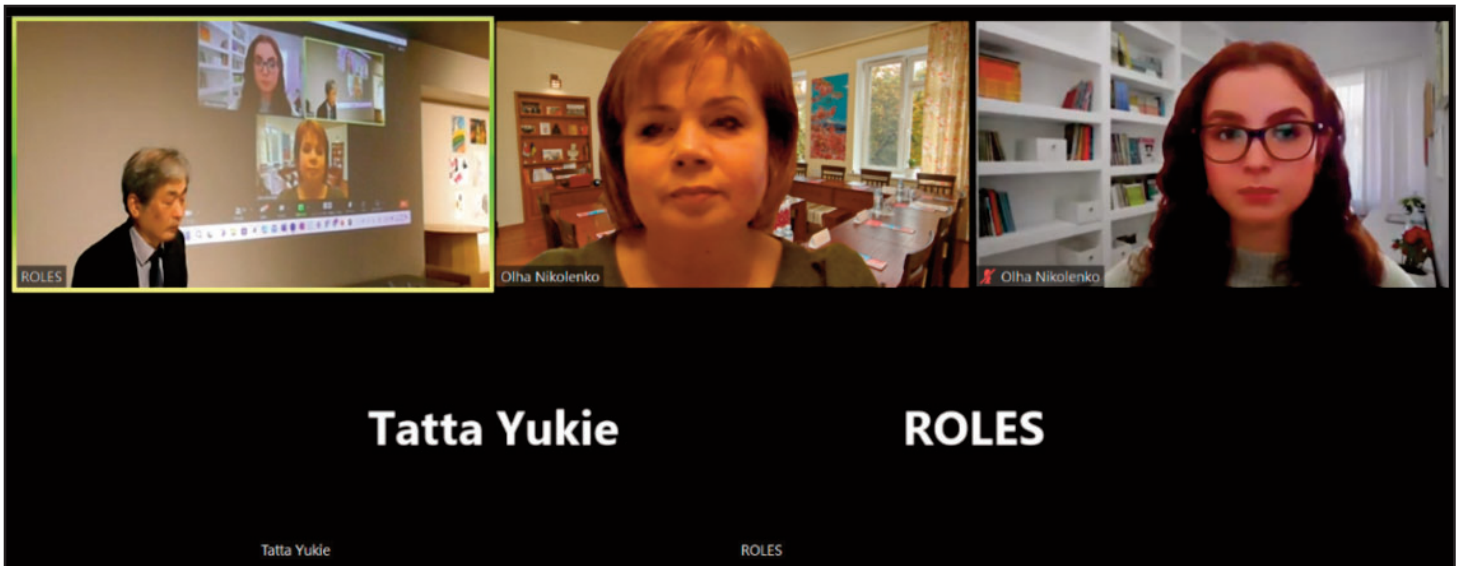 ROLES
Olha Nikolenko
Olha Nikolenko
Tatta Yukie
ROLES
Tatta Yukie
ROLES